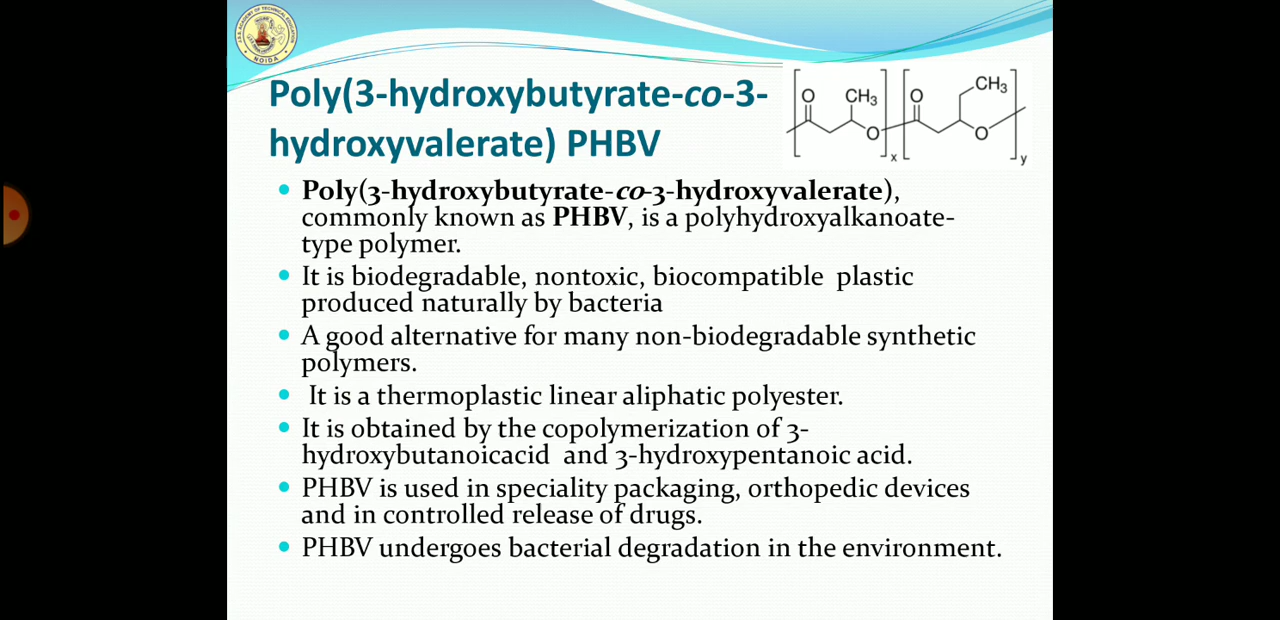 Poly(3-hydroxybutyrate-co-3-
hydroxyvalerate) PHBV
O
CH3
O
O
CH3
O
x
y
Poly(3-hydroxybutyrate-co-3-hydroxyvalerate),
commonly known as PHBV, is a polyhydroxyalkanoate-
type polymer.
It is biodegradable, nontoxic, biocompatible plastic
produced naturally by bacteria
A good alternative for many non-biodegradable synthetic
polymers.
It is a thermoplastic linear aliphatic polyester.
It is obtained by the copolymerization of 3-
hydroxybutanoicacid and 3-hydroxypentanoic acid.
PHBV is used in speciality packaging, orthopedic devices
and in controlled release of drugs.
PHBV undergoes bacterial degradation in the environment.
NOIDA